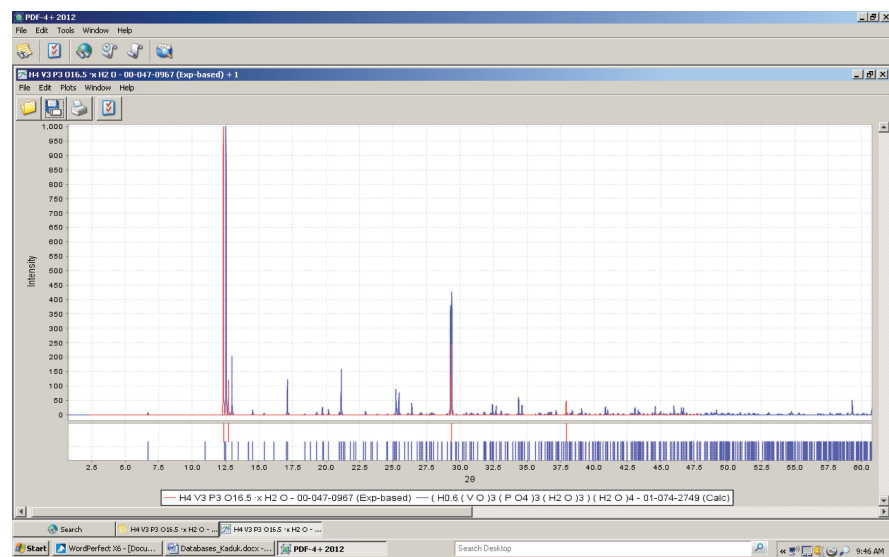 PDF-4+ 2012
File Edit Tools Window Help
H4 V3 P3 O16.5 ·x H2 O - 00-047-0967 (Exp-based) + 1
File Edit Plots Window Help
1,000
950
900
850
800
750
700
650
600
550
500
450
400
350
300
250
200
150
100
50
0
Intensity
2.5 5.0 7.5 10.0 12.5 15.0 17.5 20.0 22.5 25.0 27.5 30.0 32.5 35.0 37.5 40.0 42.5 45.0 47.5 50.0 52.5 55.0 57.5 60.0
2θ
H4 V3 P3 O16.5 ·x H2 O - 00-047-0967 (Exp-based) ( H0.6 ( V O )3 ( P O4 )3 ( H2 O )3 ) ( H2 O )4 - 01-074-2749 (Calc)
Search H4 V3 P3 O16.5 ·x H2 O - ... H4 V3 P3 O16.5 ·x H2 O - ...
Start WordPerfect X6 - [Docu... Databases_Kaduk.docx -... PDF-4+ 2012 Search Desktop 9:46 AM